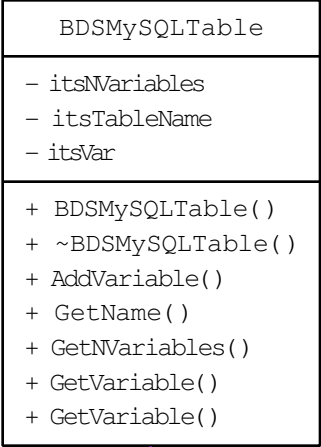 BDSMySQLTable
- itsNVariables
- itsTableName
- itsVar
+ BDSMySQLTable()
+ ~BDSMySQLTable()
+ AddVariable()
+ GetName()
+ GetNVariables()
+ GetVariable()
+ GetVariable()